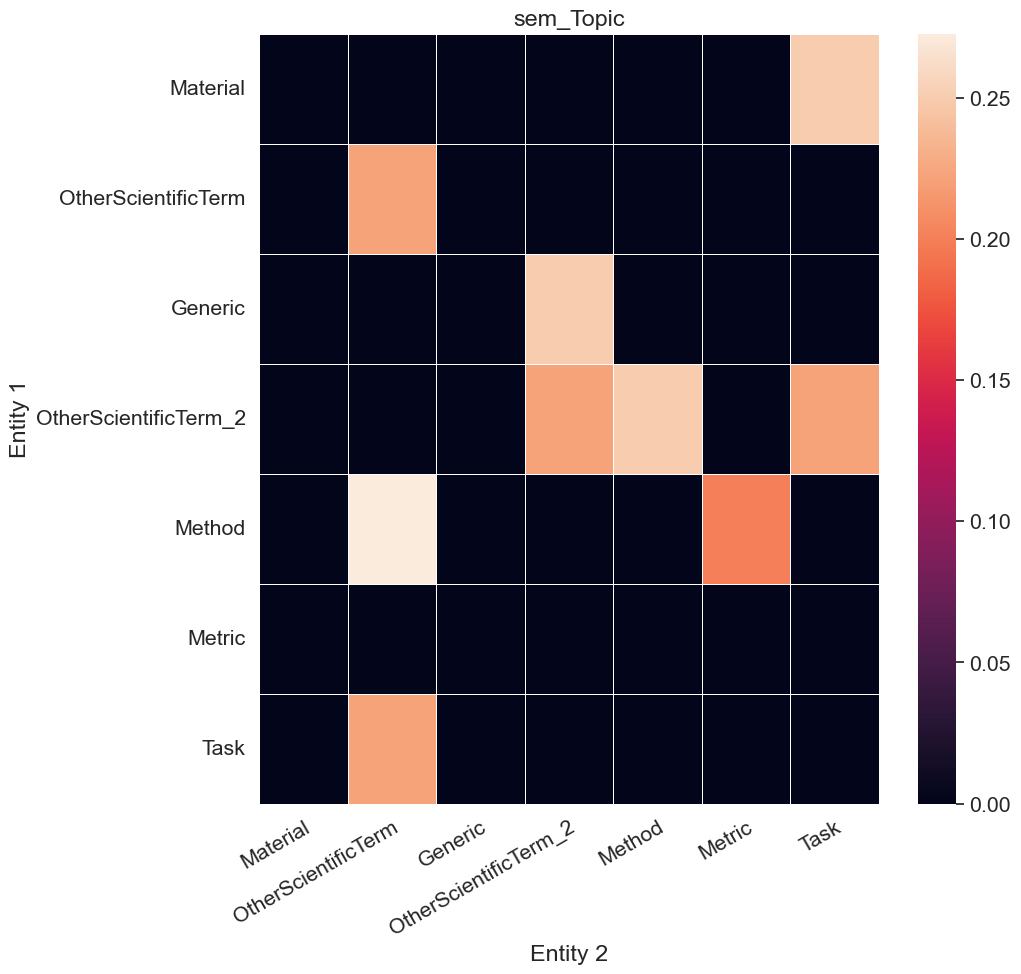 sem_Topic
Entity 1
Material
OtherScientificTerm
Generic
OtherScientificTerm_2
Method
Metric
Task
Material
OtherScientificTerm
Generic
OtherScientificTerm_2
Method
Metric
Task
Entity 2
0.25
0.20
0.15
0.10
0.05
0.00